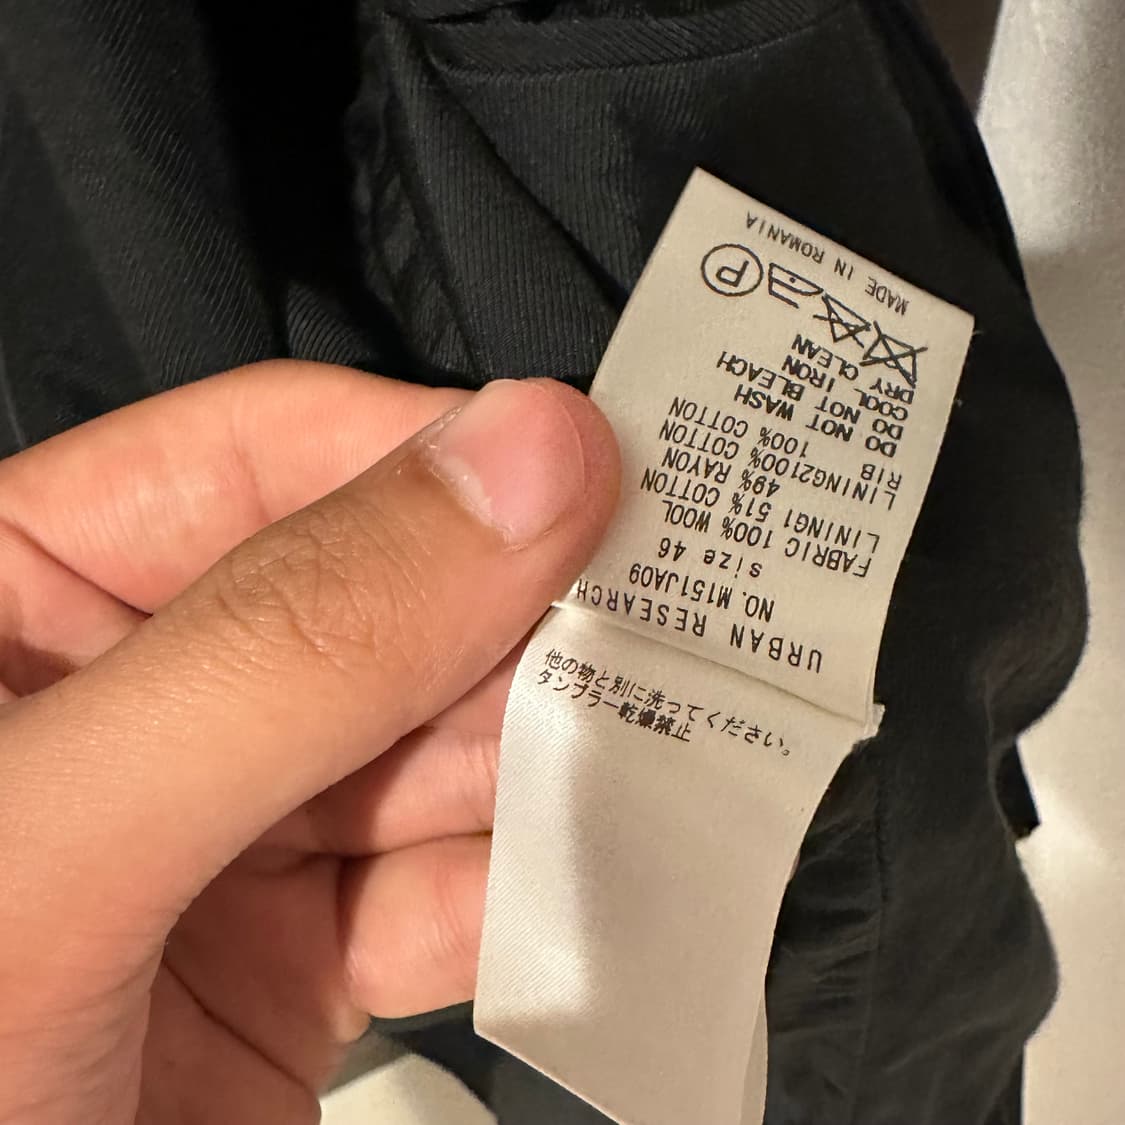 URBAN RESEARCH
NO. M151JA09
size 46
FABRIC 100% WOOL
LINING1 51% COTTON
49% RAYON
LINING2100% COTTON
RIB 100% COTTON
DO NOT WASH
DO NOT BLEACH
COOL IRON
DRY CLEAN
P
MADE IN ROMANIA
他の物と別に洗ってください。
タンブラー乾燥禁止